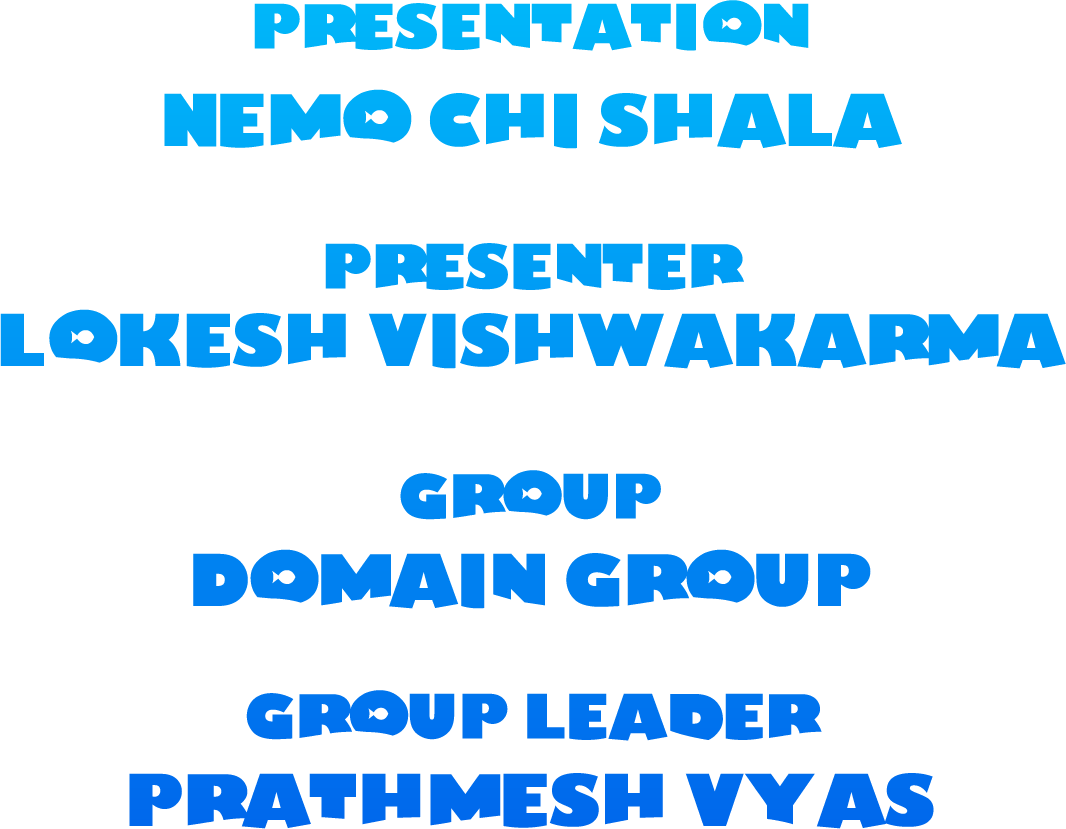 PRESENTATION
NEMO CHI SHALA
PRESENTER
LOKESH VISHWAKARMA
GROUP
DOMAIN GROUP
GROUP LEADER
PRATHMESH VYAS